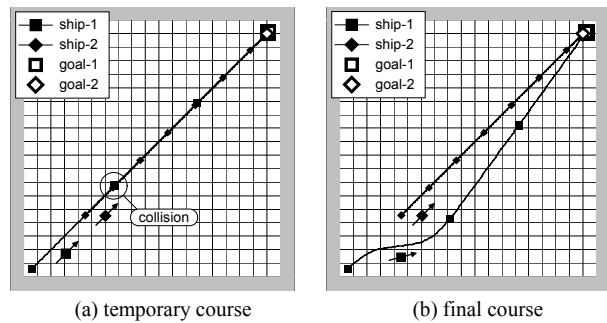 ship-1
ship-2
goal-1
goal-2
collision
(a) temporary course
ship-1
ship-2
goal-1
goal-2
(b) final course